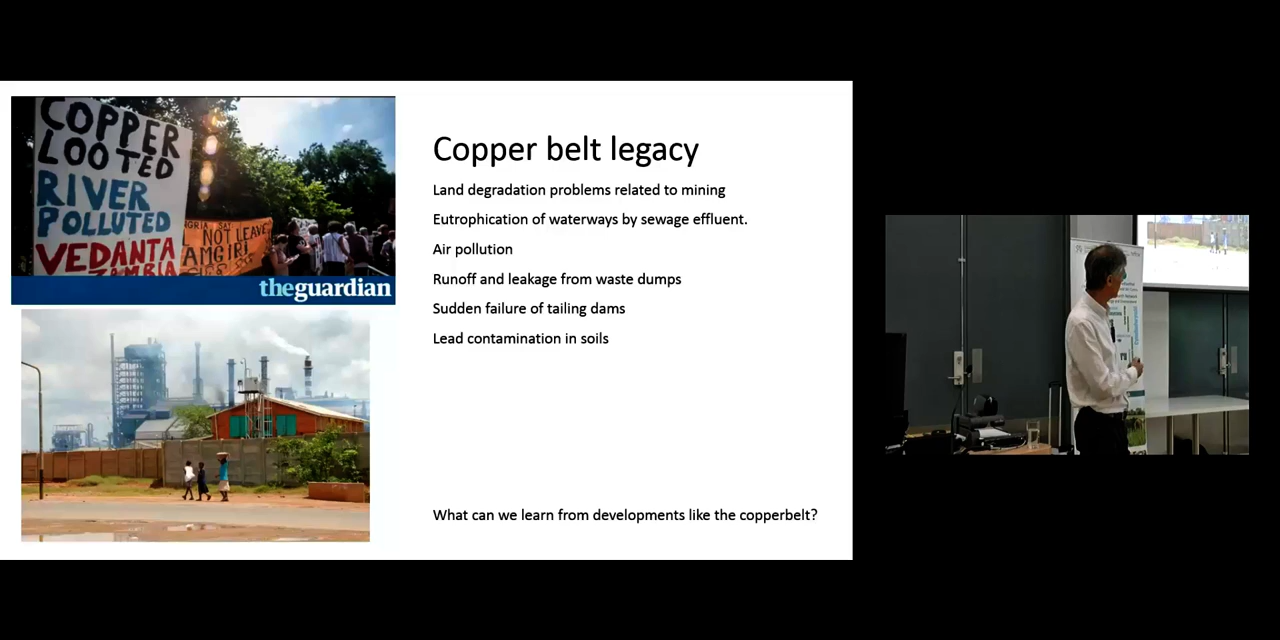 COPPER
LOOTED
RIVER
POLLUTED
VEDANTA
ZAMBIA
SAY:
NOT LEAVE
theguardian
Copper belt legacy
Land degradation problems related to mining
Eutrophication of waterways by sewage effluent.
Air pollution
Runoff and leakage from waste dumps
Sudden failure of tailing dams
Lead contamination in soils
What can we learn from developments like the copperbelt?